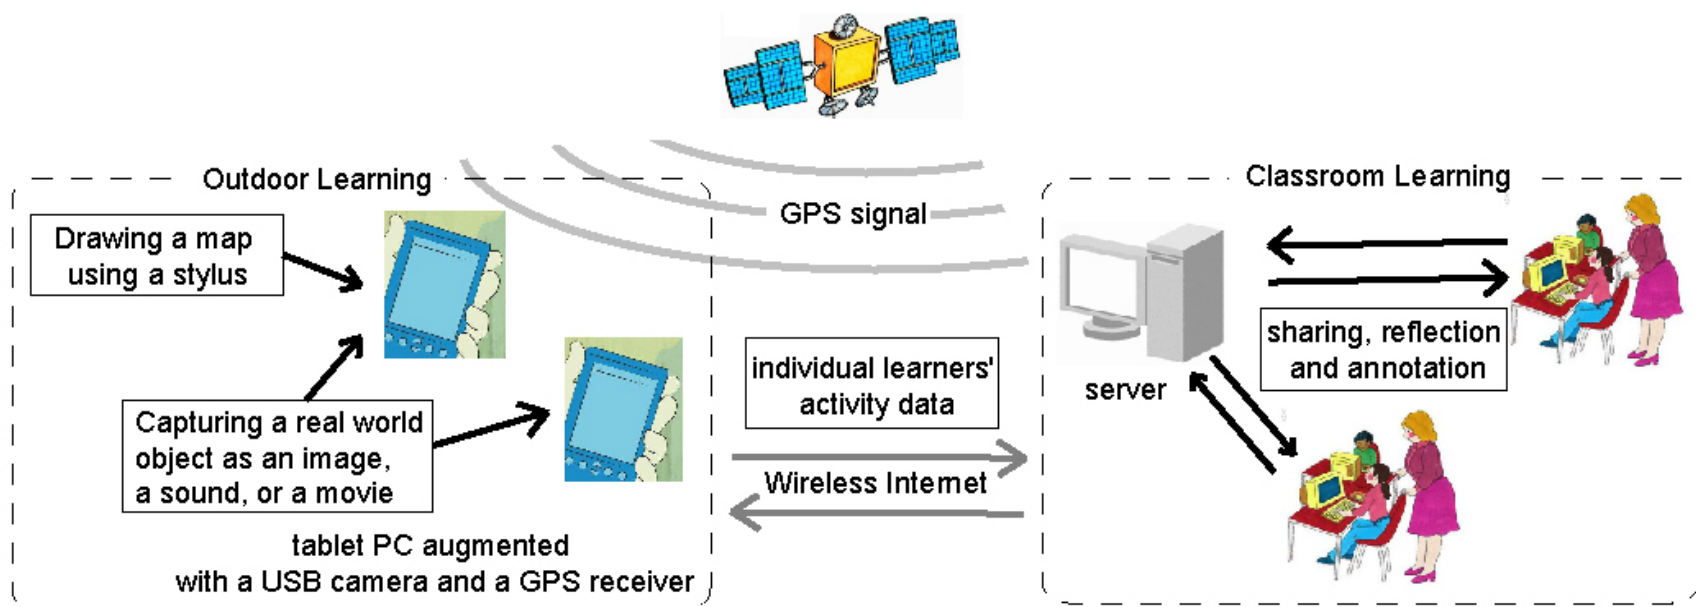 Outdoor Learning
Drawing a map
using a stylus
Capturing a real world
object as an image,
a sound, or a movie
tablet PC augmented
with a USB camera and a GPS receiver
GPS signal
individual learners'
activity data
Wireless Internet
Classroom Learning
server
sharing, reflection
and annotation